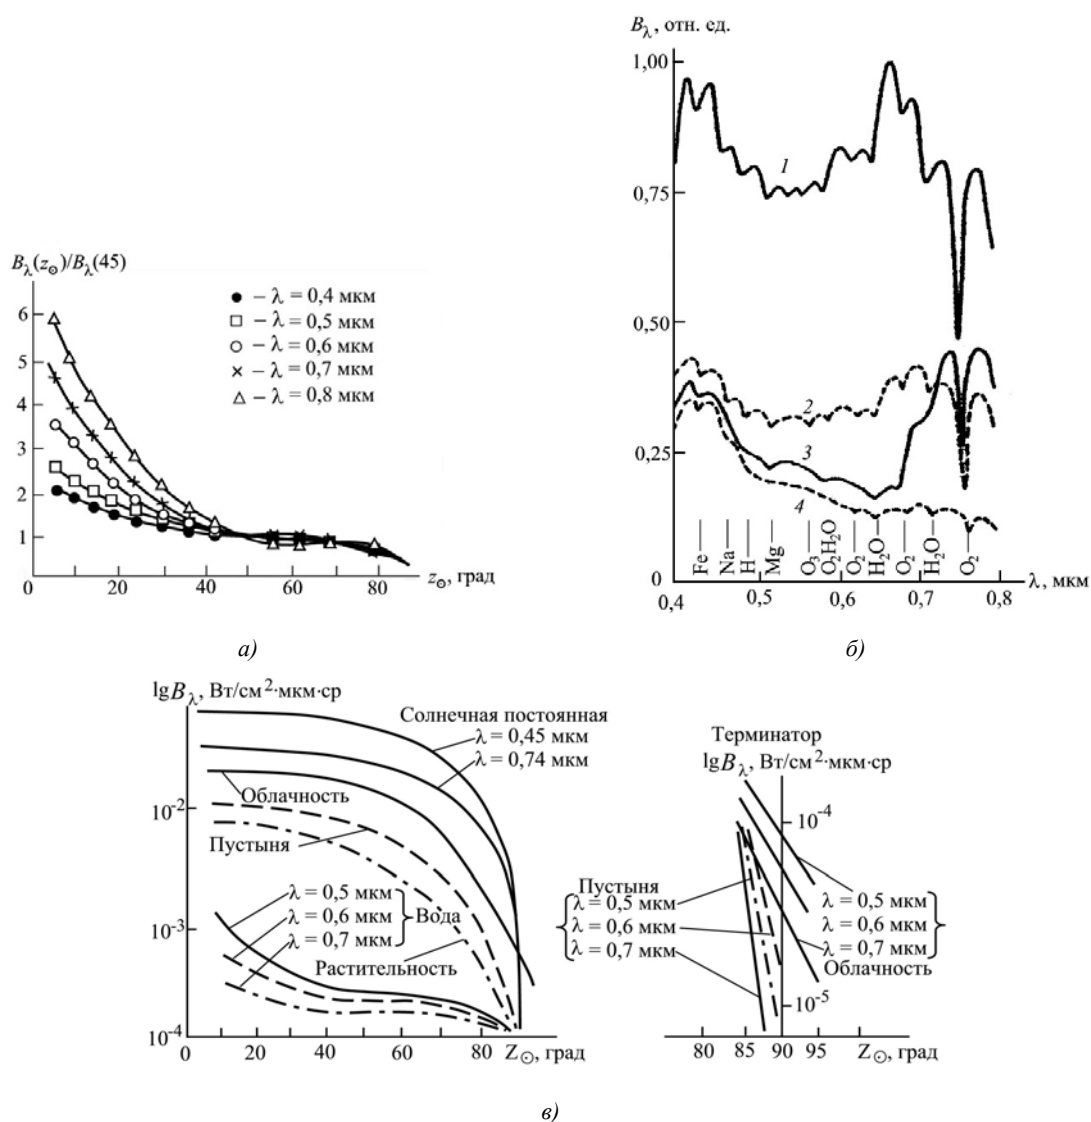 B_λ(z_⊙)/B_λ(45)
6
5
4
3
2
1
0
20
40
60
80
z_⊙, град
● – λ = 0,4 мкм
□ – λ = 0,5 мкм
○ – λ = 0,6 мкм
× – λ = 0,7 мкм
△ – λ = 0,8 мкм
а)
B_λ, отн. ед.
1,00
0,75
0,50
0,25
0
1
2
3
4
Fe
Na
H
Mg
O₃
O₂H₂O
O₂
H₂O
O₂
H₂O
O₂
0,4
0,5
0,6
0,7
0,8
λ, мкм
б)
lg B_λ, Вт/см²·мкм·ср
Солнечная постоянная
λ = 0,45 мкм
λ = 0,74 мкм
Облачность
10⁻²
Пустыня
λ = 0,5 мкм
λ = 0,6 мкм
λ = 0,7 мкм
Вода
10⁻³
Растительность
10⁻⁴
0
20
40
60
80
Z_⊙, град
Терминатор
lg B_λ, Вт/см²·мкм·ср
10⁻⁴
Пустыня
λ = 0,5 мкм
λ = 0,6 мкм
λ = 0,7 мкм
λ = 0,5 мкм
λ = 0,6 мкм
λ = 0,7 мкм
Облачность
10⁻⁵
80
85
90
95
Z_⊙, град
в)